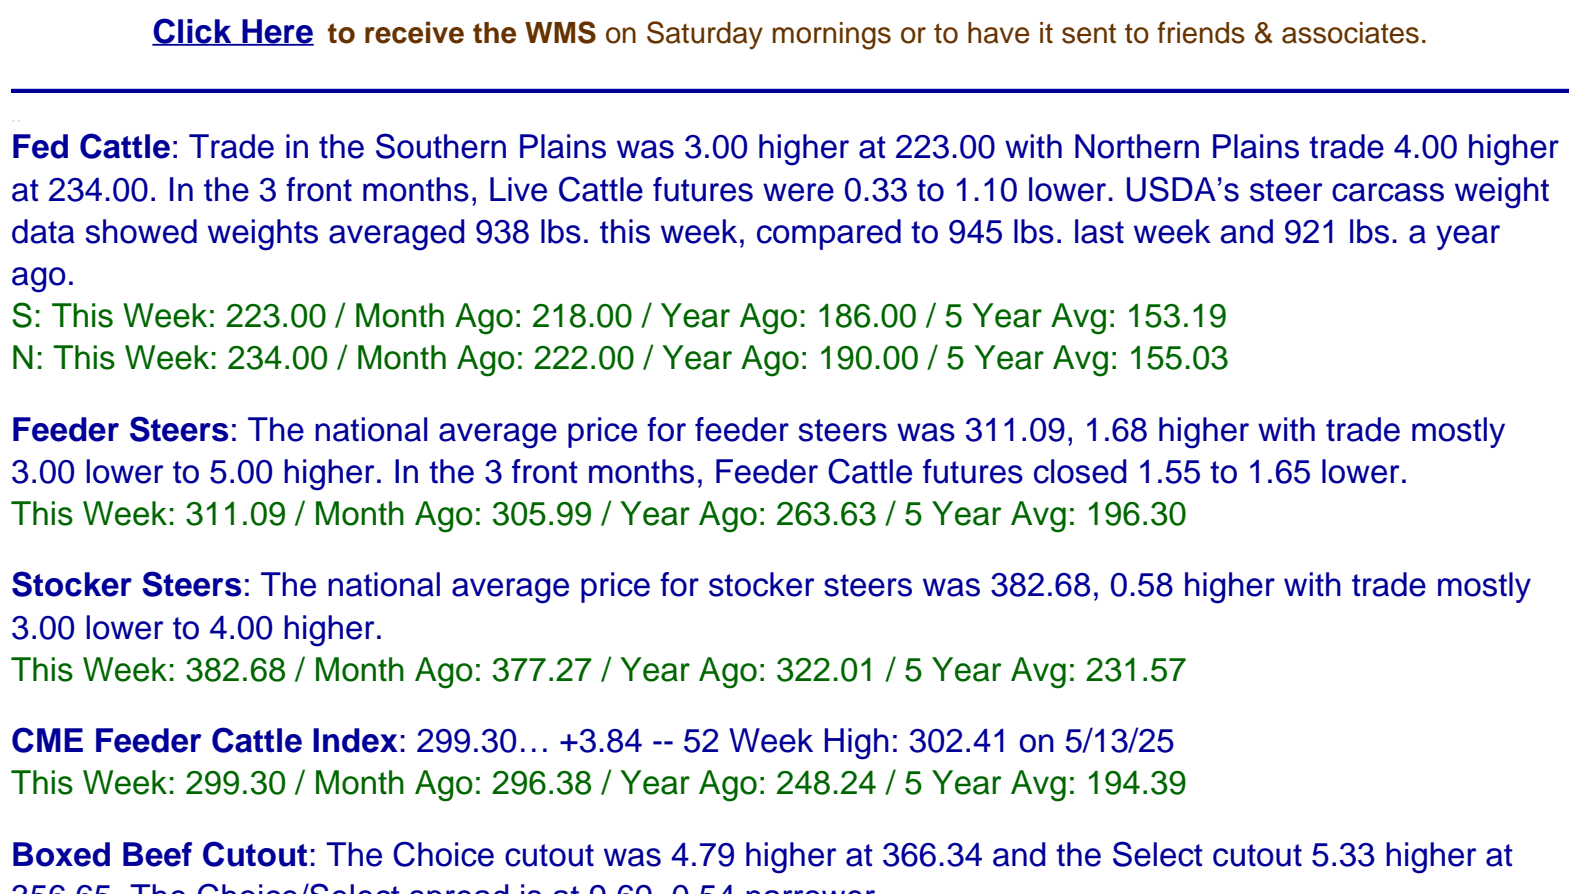 Click Here to receive the WMS on Saturday mornings or to have it sent to friends & associates.
..
Fed Cattle: Trade in the Southern Plains was 3.00 higher at 223.00 with Northern Plains trade 4.00 higher
at 234.00. In the 3 front months, Live Cattle futures were 0.33 to 1.10 lower. USDA’s steer carcass weight
data showed weights averaged 938 lbs. this week, compared to 945 lbs. last week and 921 lbs. a year
ago.
S: This Week: 223.00 / Month Ago: 218.00 / Year Ago: 186.00 / 5 Year Avg: 153.19
N: This Week: 234.00 / Month Ago: 222.00 / Year Ago: 190.00 / 5 Year Avg: 155.03
Feeder Steers: The national average price for feeder steers was 311.09, 1.68 higher with trade mostly
3.00 lower to 5.00 higher. In the 3 front months, Feeder Cattle futures closed 1.55 to 1.65 lower.
This Week: 311.09 / Month Ago: 305.99 / Year Ago: 263.63 / 5 Year Avg: 196.30
Stocker Steers: The national average price for stocker steers was 382.68, 0.58 higher with trade mostly
3.00 lower to 4.00 higher.
This Week: 382.68 / Month Ago: 377.27 / Year Ago: 322.01 / 5 Year Avg: 231.57
CME Feeder Cattle Index: 299.30… +3.84 -- 52 Week High: 302.41 on 5/13/25
This Week: 299.30 / Month Ago: 296.38 / Year Ago: 248.24 / 5 Year Avg: 194.39
Boxed Beef Cutout: The Choice cutout was 4.79 higher at 366.34 and the Select cutout 5.33 higher at
356.65. The Choice/Select spread is at 9.69, 0.54 narrower.